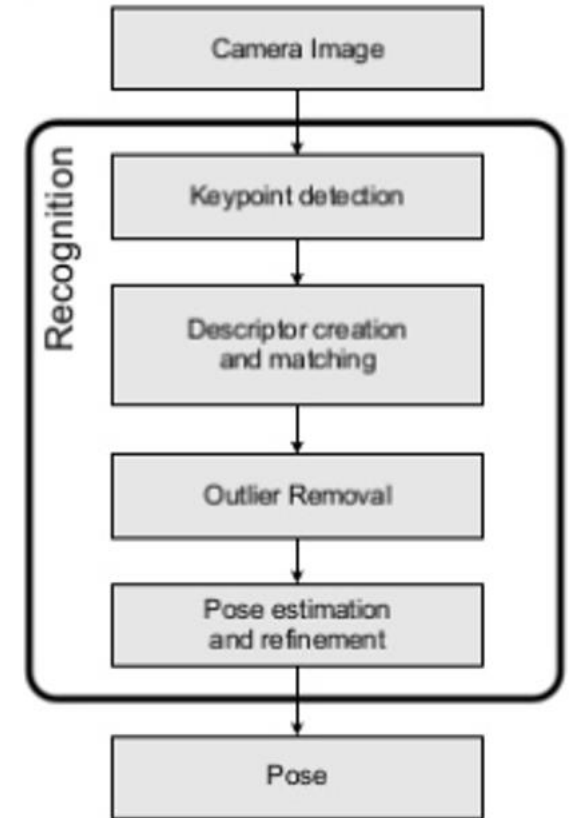 Camera Image
Recognition
Keypoint detection
Descriptor creation
and matching
Outlier Removal
Pose estimation
and refinement
Pose